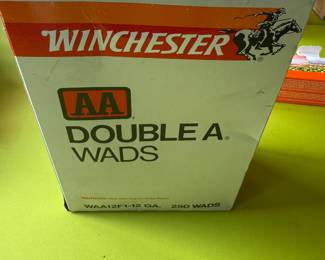 WINCHESTER
AA
DOUBLE A®
WADS
WAA12F1-12 GA. 250 WADS